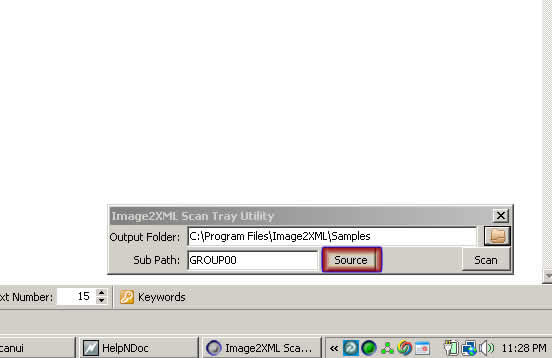 Image2XML Scan Tray Utility
Output Folder: C:\Program Files\Image2XML\Samples
Sub Path: GROUP00 Source Scan
xt Number: 15 Keywords
canui HelpNDoc Image2XML Sca... « 11:28 PM